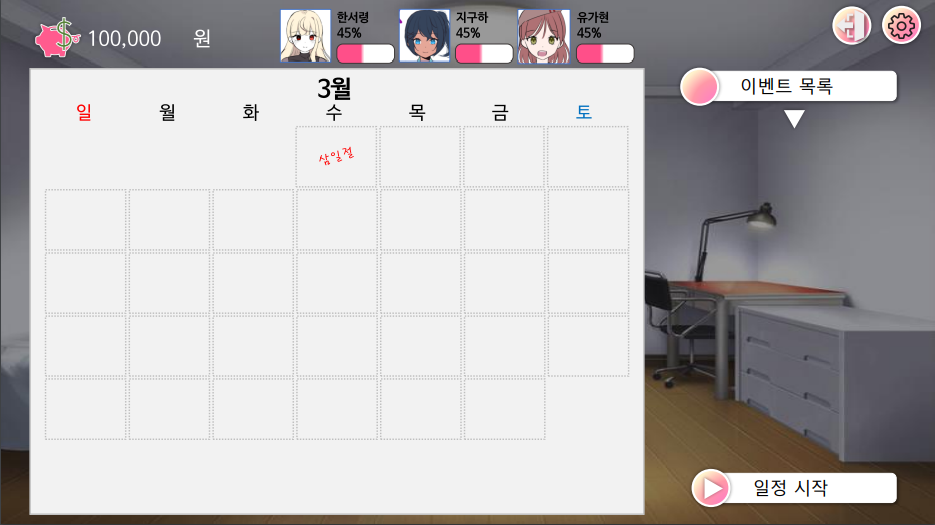 100,000 원
한서령
45%
지구하
45%
유가현
45%
이벤트 목록
3월
일 월 화 수 목 금 토
삼일절
일정 시작